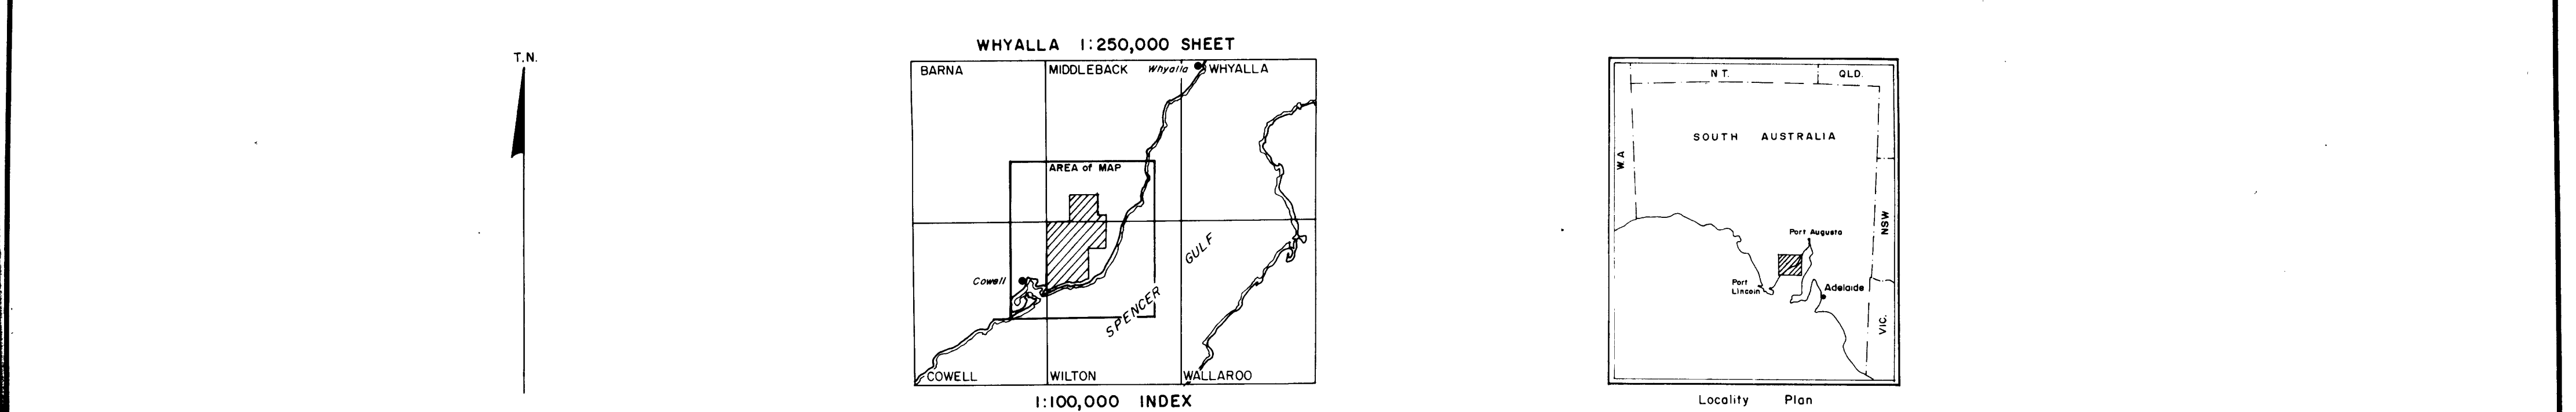 T.N.
WHYALLA 1:250,000 SHEET
BARNA
MIDDLEBACK
Whyalla
WHYALLA
AREA of MAP
Cowell
GULF
SPENCER
COWELL
WILTON
WALLAROO
1:100,000 INDEX
N T.
QLD.
SOUTH AUSTRALIA
W.A
NSW
Port Augusta
Port
Lincoln
Adelaide
VIC.
Locality Plan